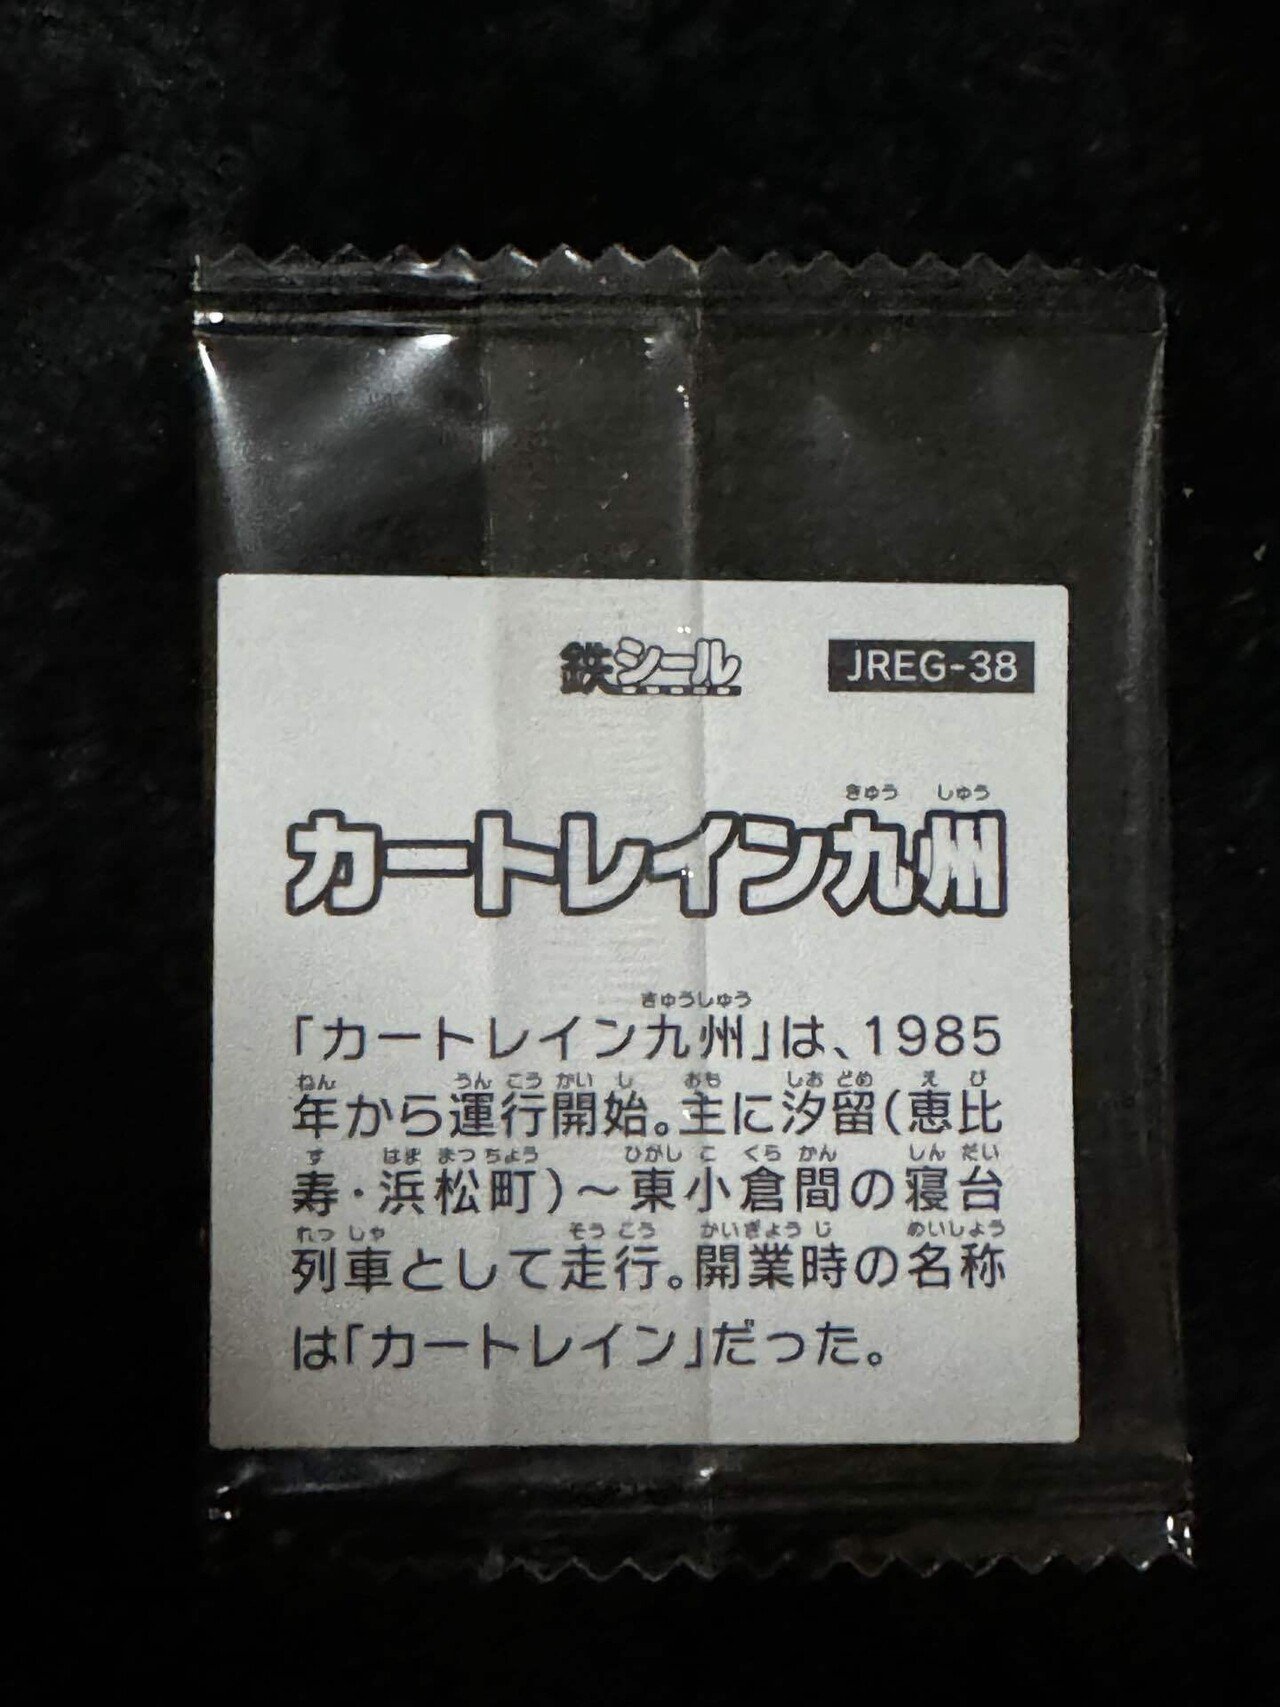 鉄シール
JREG-38
きゅう しゅう
カートレイン九州
きゅうしゅう
「カートレイン九州」は、1985
ねん うん こう かい し おも しお どめ え び
年から運行開始。主に汐留(恵比
す はま まつ ちょう ひがし こ くら かん しん だい
寿・浜松町)～東小倉間の寝台
れっ しゃ そう こう かいぎょう じ めいしょう
列車として走行。開業時の名称
は「カートレイン」だった。